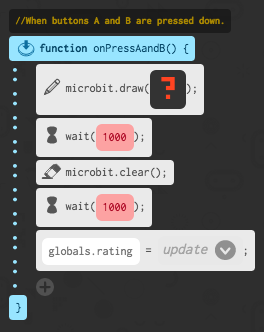 //When buttons A and B are pressed down.
function onPressAandB() {
microbit.draw(?);
wait(1000);
microbit.clear();
wait(1000);
globals.rating = update ;
}